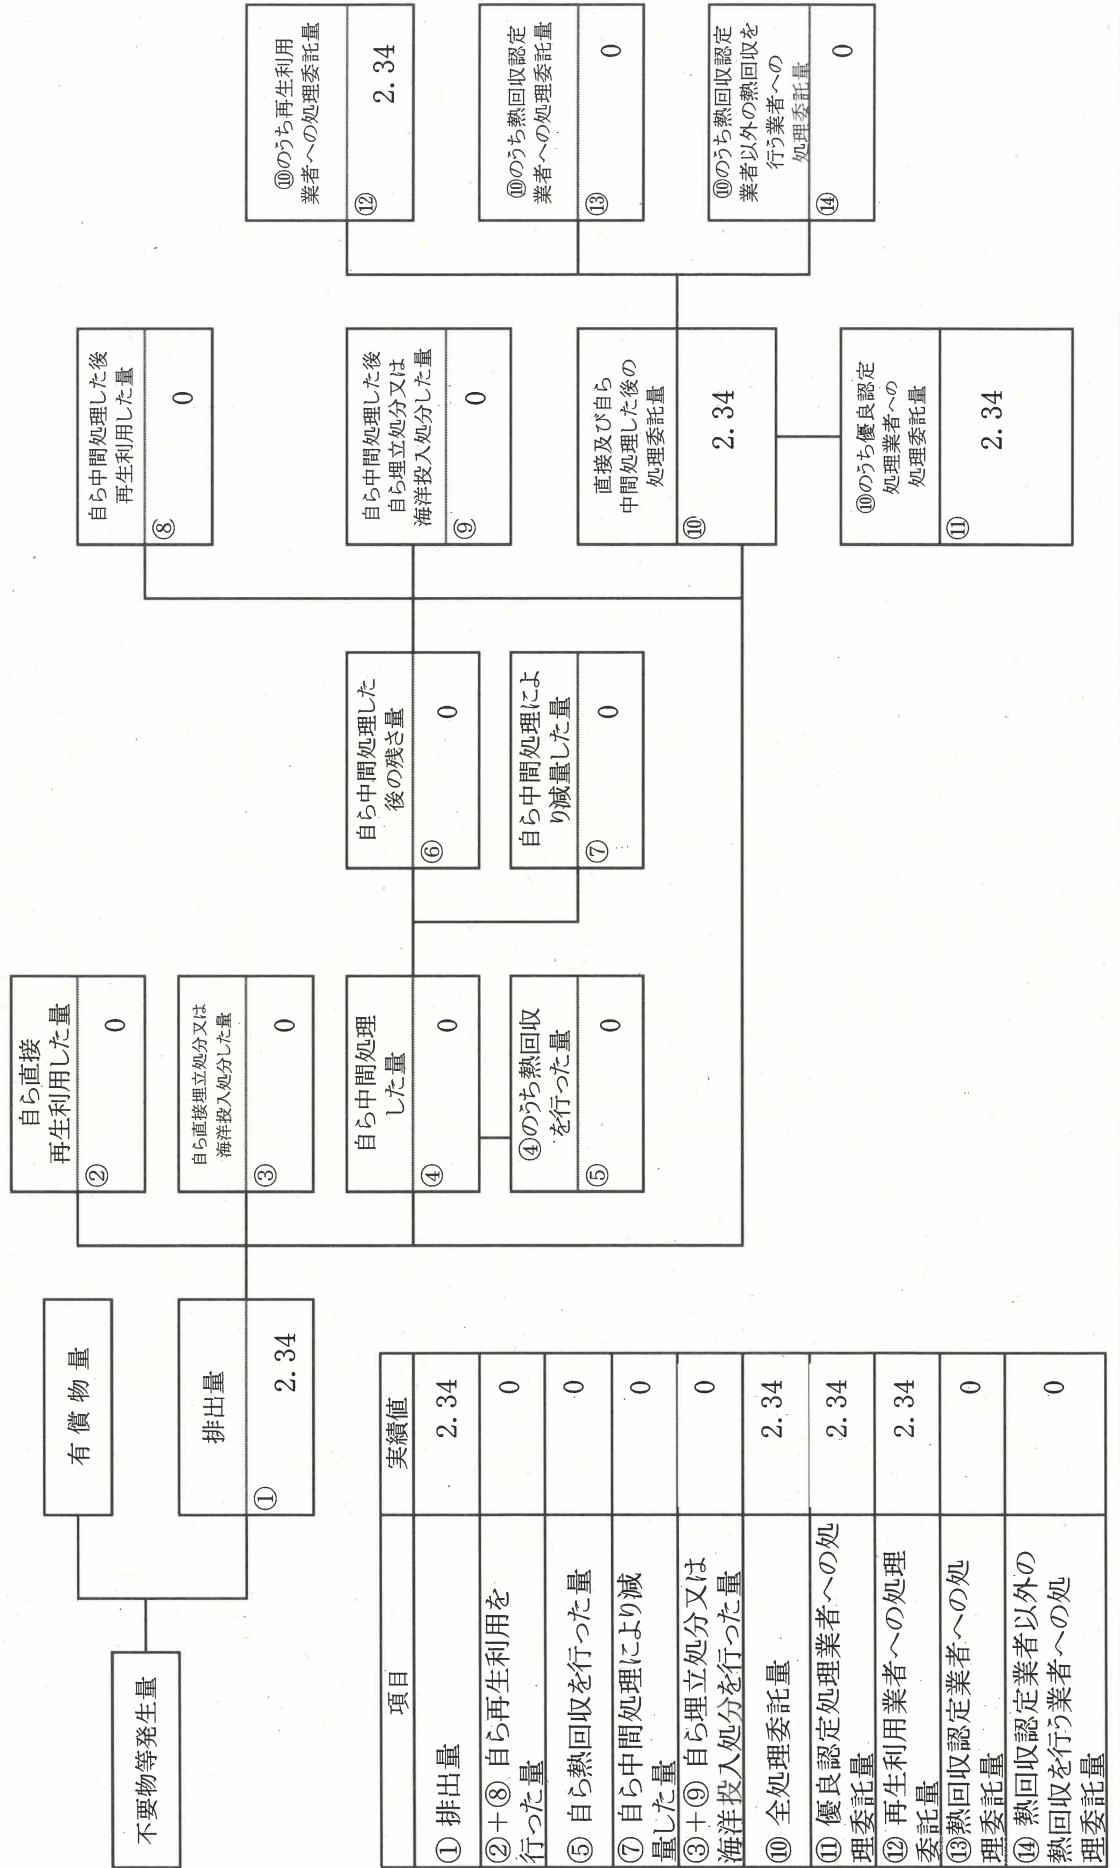 不要物等発生量
有償物量
排出量
①
2.34
自ら直接
再生利用した量
②
0
自ら直接埋立処分又は
海洋投入処分した量
③
0
自ら中間処理
した量
④
0
④のうち熱回収
を行った量
⑤
0
自ら中間処理した
後の残さ量
⑥
0
自ら中間処理によ
り減量した量
⑦
0
自ら中間処理した後
再生利用した量
⑧
0
自ら中間処理した後
自ら埋立処分又は
海洋投入処分した量
⑨
0
直接及び自ら
中間処理した後の
処理委託量
⑩
2.34
⑩のうち優良認定
処理業者への
処理委託量
⑪
2.34
⑩のうち再生利用
業者への処理委託量
⑫
2.34
⑩のうち熱回収認定
業者への処理委託量
⑬
0
⑩のうち熱回収認定
業者以外の熱回収を
行う業者への
処理委託量
⑭
0
項目 実績値
① 排出量 2.34
②+⑧ 自ら再生利用を
行った量 0
⑤ 自ら熱回収を行った量 0
⑦ 自ら中間処理により減
量した量 0
③+⑨ 自ら埋立処分又は
海洋投入処分を行った量 0
⑩ 全処理委託量 2.34
⑪ 優良認定処理業者への処
理委託量 2.34
⑫ 再生利用業者への処理
委託量 2.34
⑬熱回収認定業者への処
理委託量 0
⑭ 熱回収認定業者以外の
熱回収を行う業者への処
理委託量 0